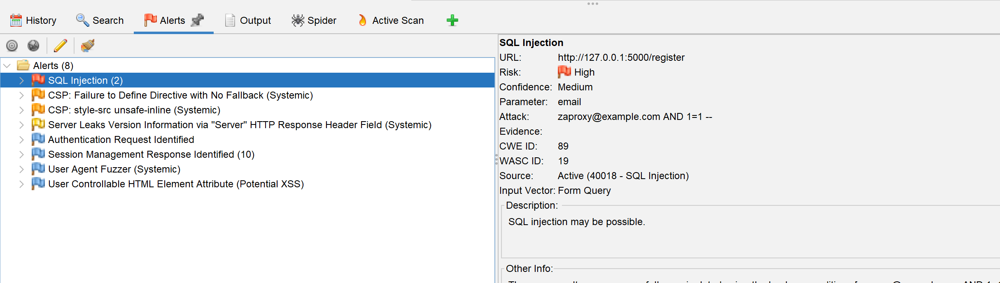 History Search Alerts Output Spider Active Scan
Alerts (8)
SQL Injection (2)
CSP: Failure to Define Directive with No Fallback (Systemic)
CSP: style-src unsafe-inline (Systemic)
Server Leaks Version Information via "Server" HTTP Response Header Field (Systemic)
Authentication Request Identified
Session Management Response Identified (10)
User Agent Fuzzer (Systemic)
User Controllable HTML Element Attribute (Potential XSS)
SQL Injection
URL: http://127.0.0.1:5000/register
Risk: High
Confidence: Medium
Parameter: email
Attack: zaproxy@example.com AND 1=1 --
Evidence:
CWE ID: 89
WASC ID: 19
Source: Active (40018 - SQL Injection)
Input Vector: Form Query
Description:
SQL injection may be possible.
Other Info: